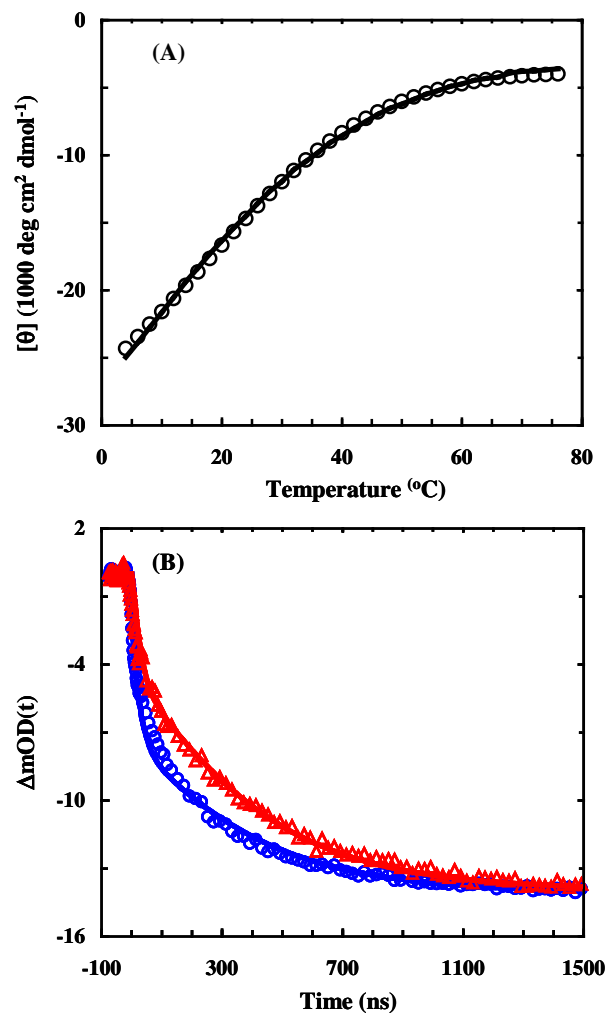 0
(A)
-10
-20
-30
[θ] (1000 deg cm² dmol⁻¹)
0 20 40 60 80
Temperature (ºC)
2
(B)
-4
-10
-16
ΔmOD(t)
-100 300 700 1100 1500
Time (ns)